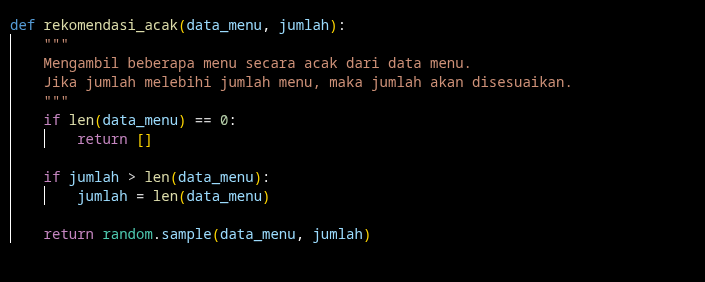 def rekomendasi_acak(data_menu, jumlah):
    """
    Mengambil beberapa menu secara acak dari data menu.
    Jika jumlah melebihi jumlah menu, maka jumlah akan disesuaikan.
    """
    if len(data_menu) == 0:
        return []
    if jumlah > len(data_menu):
        jumlah = len(data_menu)
    return random.sample(data_menu, jumlah)